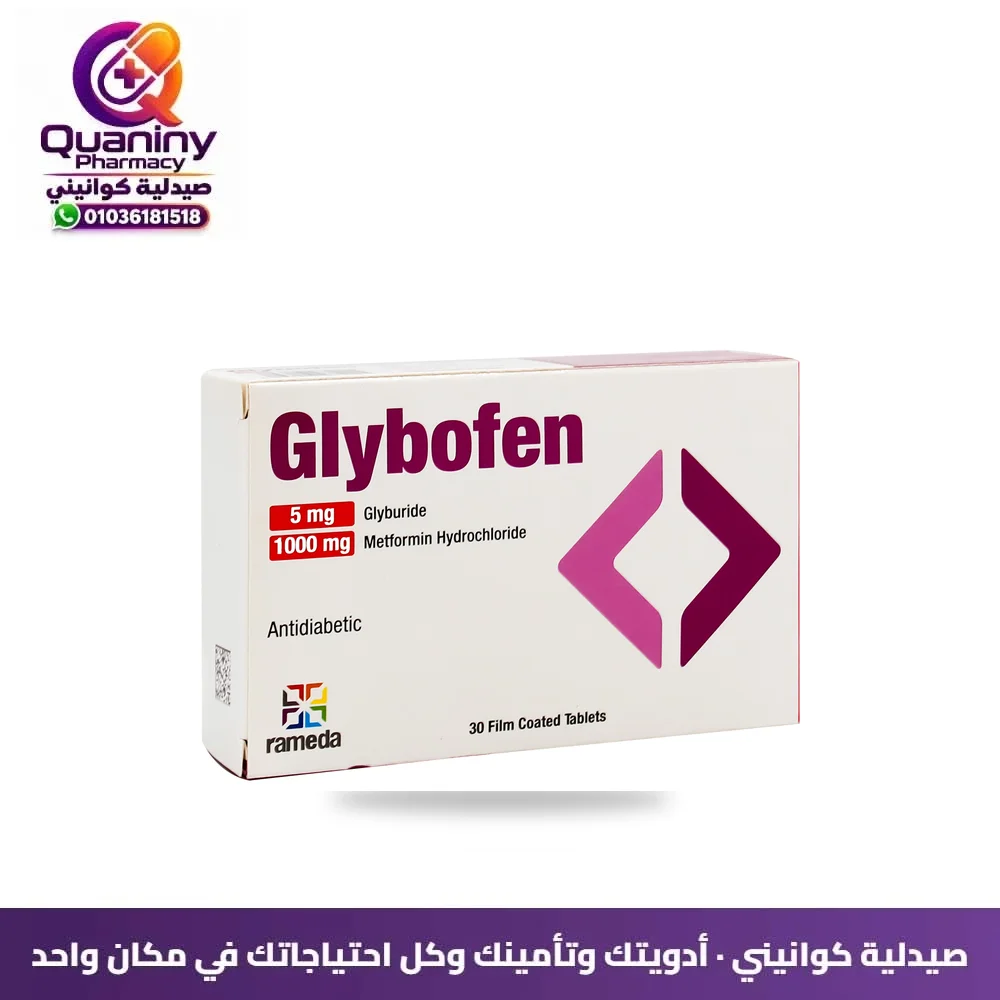 Quaniny
Pharmacy
صيدلية كوانيني
01036181518
Glybofen
5 mg Glyburide
1000 mg Metformin Hydrochloride
Antidiabetic
rameda
30 Film Coated Tablets
صيدلية كوانيني · أدويتك وتأمينك وكل احتياجاتك في مكان واحد